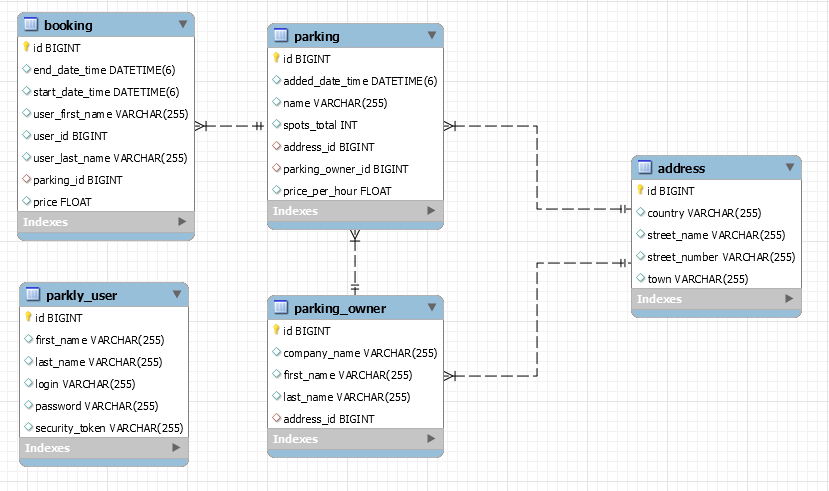 booking
id BIGINT
end_date_time DATETIME(6)
start_date_time DATETIME(6)
user_first_name VARCHAR(255)
user_id BIGINT
user_last_name VARCHAR(255)
parking_id BIGINT
price FLOAT
Indexes
parking
id BIGINT
added_date_time DATETIME(6)
name VARCHAR(255)
spots_total INT
address_id BIGINT
parking_owner_id BIGINT
price_per_hour FLOAT
Indexes
address
id BIGINT
country VARCHAR(255)
street_name VARCHAR(255)
street_number VARCHAR(255)
town VARCHAR(255)
Indexes
parkly_user
id BIGINT
first_name VARCHAR(255)
last_name VARCHAR(255)
login VARCHAR(255)
password VARCHAR(255)
security_token VARCHAR(255)
Indexes
parking_owner
id BIGINT
company_name VARCHAR(255)
first_name VARCHAR(255)
last_name VARCHAR(255)
address_id BIGINT
Indexes